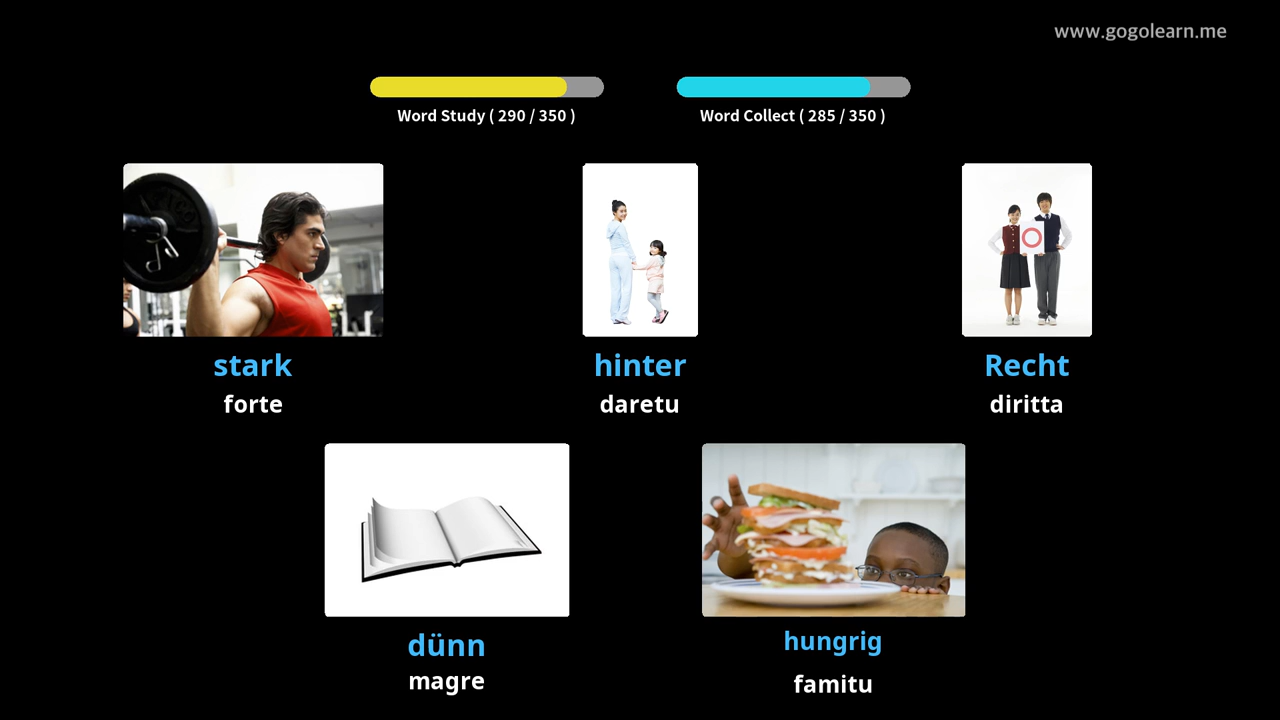 www.gogolearn.me
Word Study ( 290 / 350 )
Word Collect ( 285 / 350 )
stark
forte
hinter
daretu
Recht
diritta
dünn
magre
hungrig
famitu